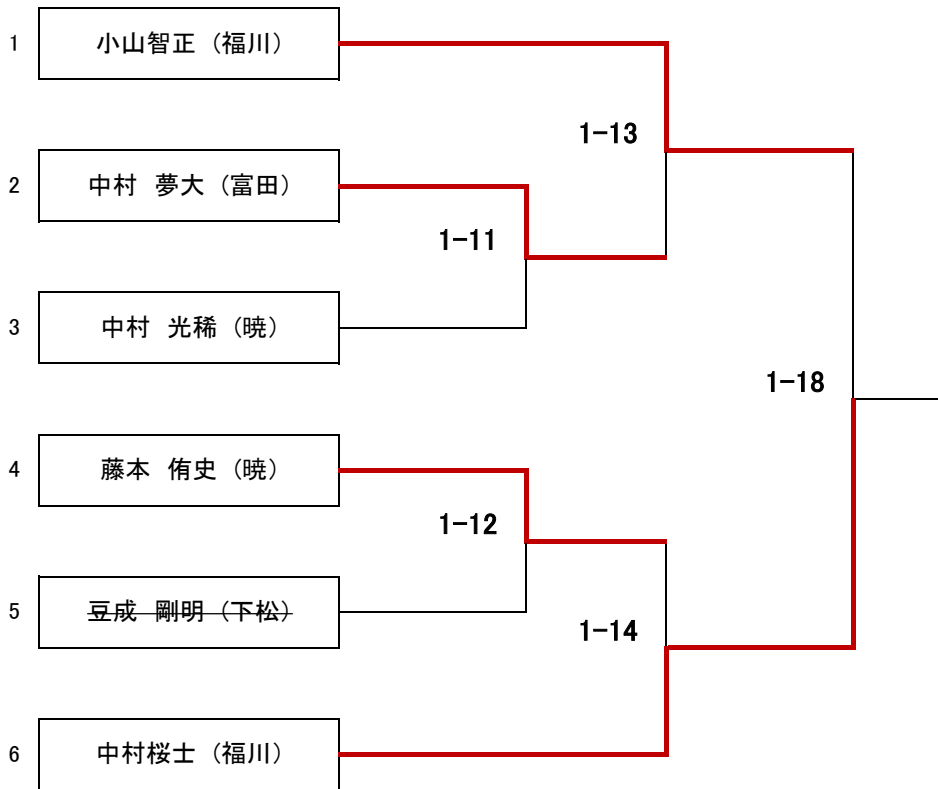 1 小山智正（福川）
1-13
2 中村　夢大（富田）
1-11
3 中村　光稀（暁）
1-18
4 藤本　侑史（暁）
1-12
5 豆成　剛明（下松）
1-14
6 中村桜士（福川）